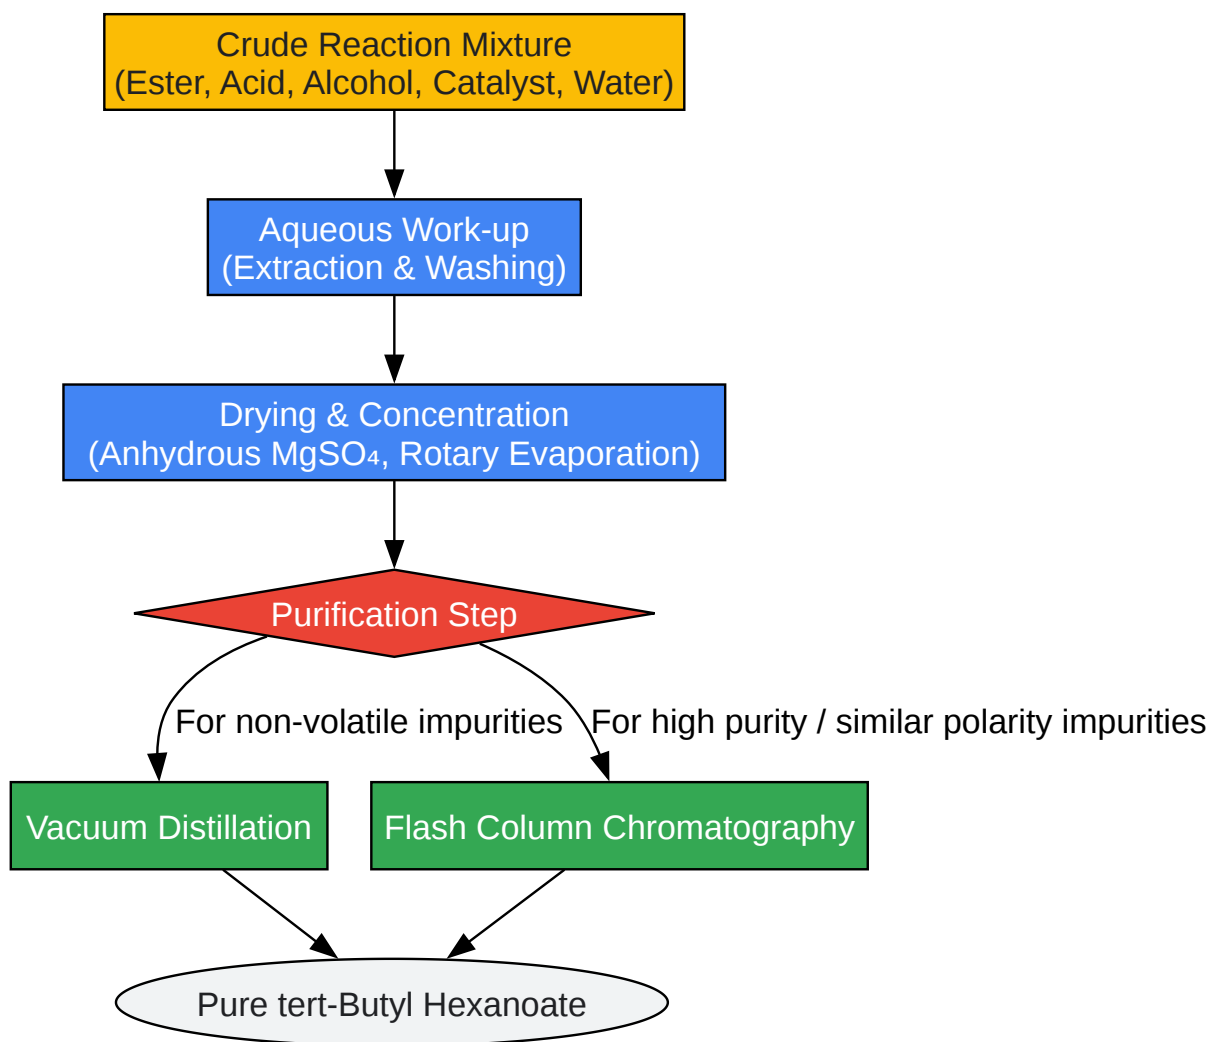 Crude Reaction Mixture
(Ester, Acid, Alcohol, Catalyst, Water)
Aqueous Work-up
(Extraction & Washing)
Drying & Concentration
(Anhydrous MgSO₄, Rotary Evaporation)
Purification Step
For non-volatile impurities
For high purity / similar polarity impurities
Vacuum Distillation
Flash Column Chromatography
Pure tert-Butyl Hexanoate